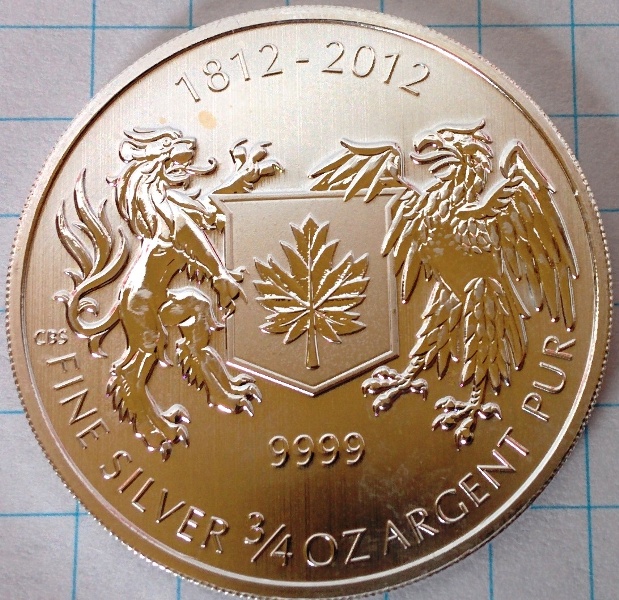 1812-2012
CBS
9999
FINE SILVER 3/4 OZ ARGENT PUR